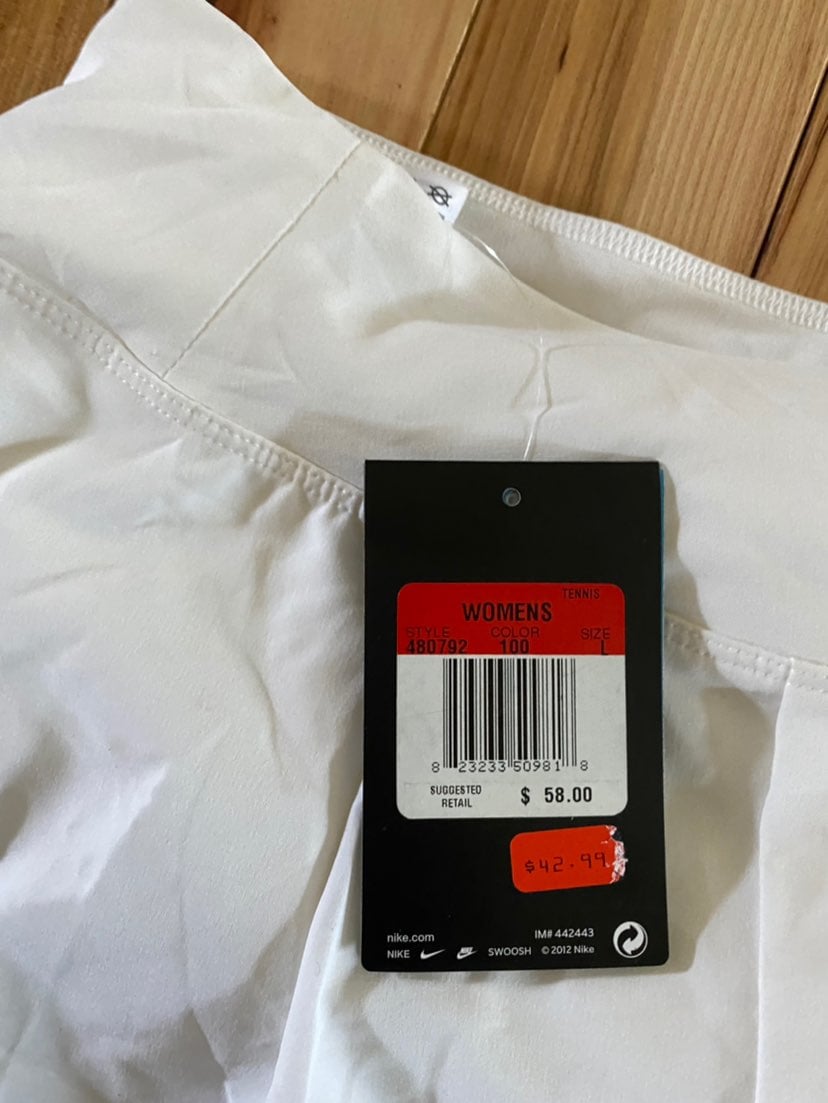 TENNIS
WOMENS
STYLE COLOR SIZE
480792 100 L
8 23233 50981 8
SUGGESTED
RETAIL
$ 58.00
$42.99
nike.com
IM# 442443
NIKE SWOOSH © 2012 Nike